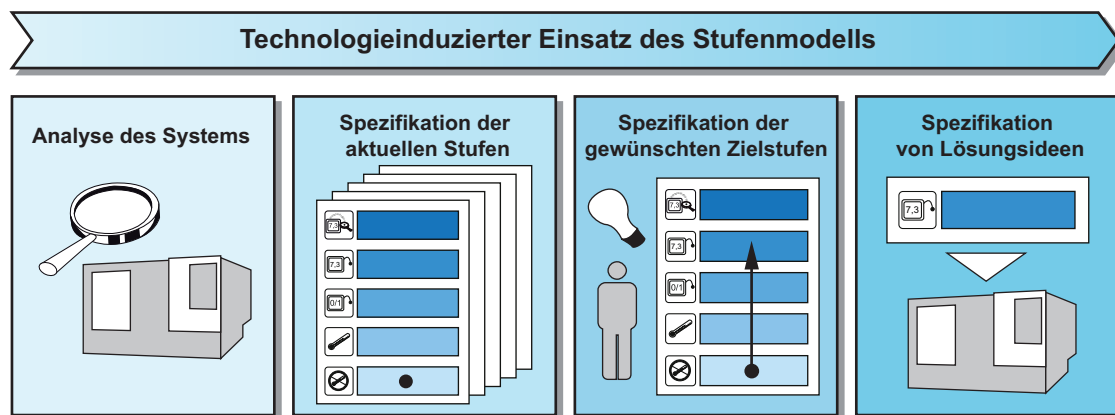 Technologieinduzierter Einsatz des Stufenmodells
Analyse des Systems
Spezifikation der
aktuellen Stufen
7,3
7,3
0/1
Spezifikation der
gewünschten Zielstufen
7,3
7,3
0/1
Spezifikation
von Lösungsideen
7,3